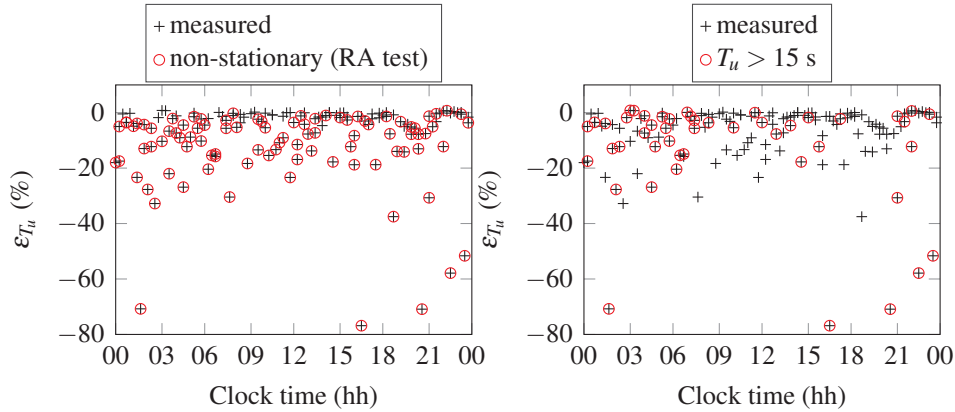 + measured
○ non-stationary (RA test)
0
−20
−40
−60
−80
ε_{T_u} (%)
00 03 06 09 12 15 18 21 00
Clock time (hh)
+ measured
○ T_u > 15 s
0
−20
−40
−60
−80
ε_{T_u} (%)
00 03 06 09 12 15 18 21 00
Clock time (hh)